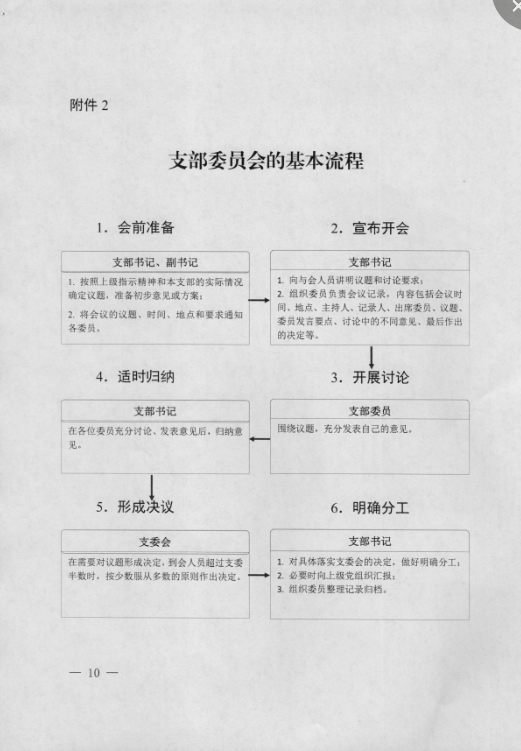 附件 2
支部委员会的基本流程
1. 会前准备
支部书记、副书记
1. 按照上级指示精神和本支部的实际情况
确定议题，准备初步意见或方案；
2. 将会议的议题、时间、地点和要求通知
各委员。
2. 宣布开会
支部书记
1. 向与会人员讲明议题和讨论要求；
2. 组织委员负责会议记录，内容包括会议时
间、地点、主持人、记录人、出席委员、议题、
委员发言要点、讨论中的不同意见、最后作出
的决定等。
3. 开展讨论
支部委员
围绕议题，充分发表自己的意见。
4. 适时归纳
支部书记
在各位委员充分讨论、发表意见后，归纳意
见。
5. 形成决议
支委会
在需要对议题形成决定，到会人员超过支委
半数时，按少数服从多数的原则作出决定。
6. 明确分工
支部书记
1. 对具体落实支委会的决定，做好明确分工；
2. 必要时向上级党组织汇报；
3. 组织委员整理记录归档。
— 10 —